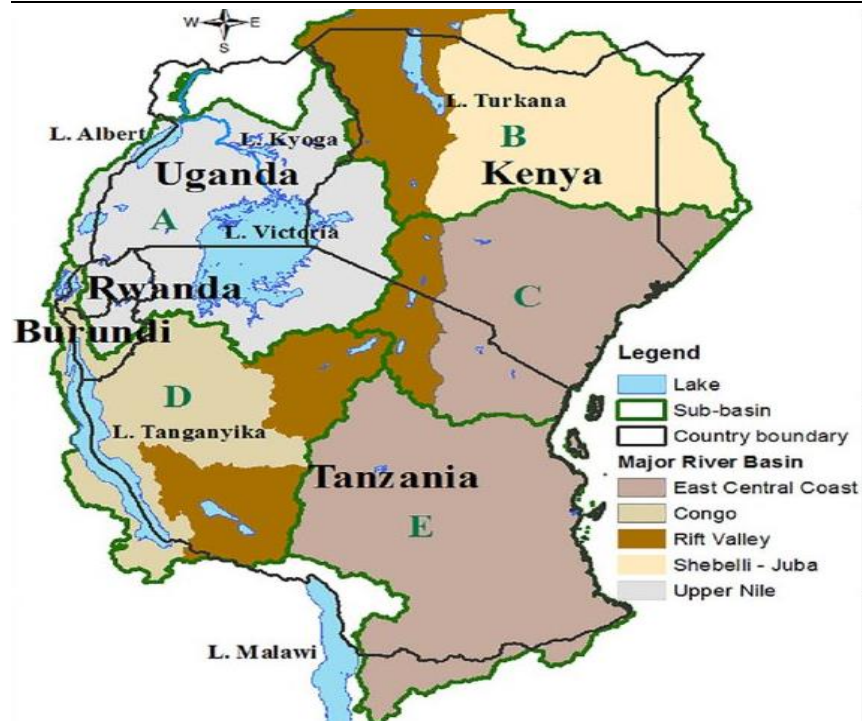 W E
S
L. Turkana
B
L. Albert
L. Kyoga
Uganda
Kenya
A
L. Victoria
Rwanda
C
Burundi
D
L. Tanganyika
Tanzania
E
L. Malawi
Legend
Lake
Sub-basin
Country boundary
Major River Basin
East Central Coast
Congo
Rift Valley
Shebelli - Juba
Upper Nile